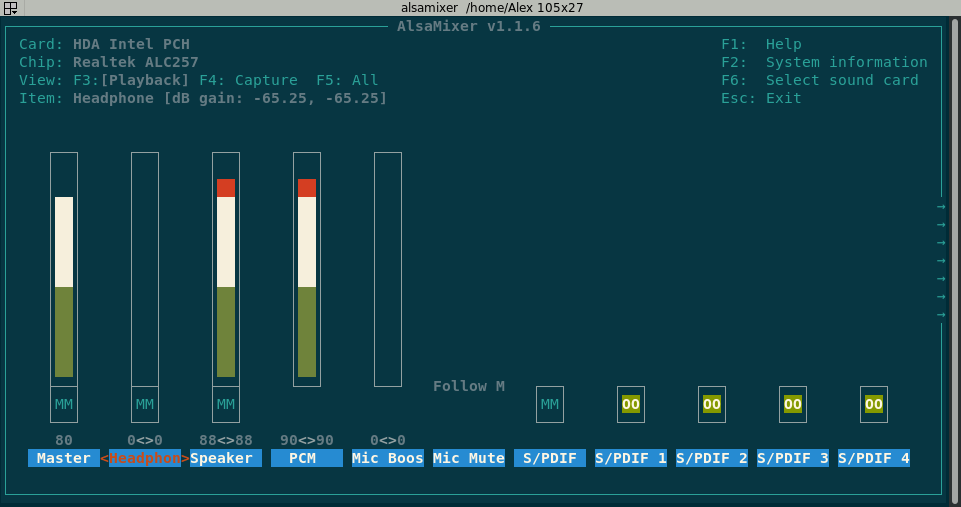 alsamixer /home/Alex 105x27
AlsaMixer v1.1.6
Card: HDA Intel PCH F1: Help
Chip: Realtek ALC257 F2: System information
View: F3:[Playback] F4: Capture F5: All F6: Select sound card
Item: Headphone [dB gain: -65.25, -65.25] Esc: Exit
→
→
→
→
→
→
→
Follow M
MM MM MM MM OO OO OO OO
80 0<>0 88<>88 90<>90 0<>0
Master <Headphon>Speaker PCM Mic Boos Mic Mute S/PDIF S/PDIF 1 S/PDIF 2 S/PDIF 3 S/PDIF 4